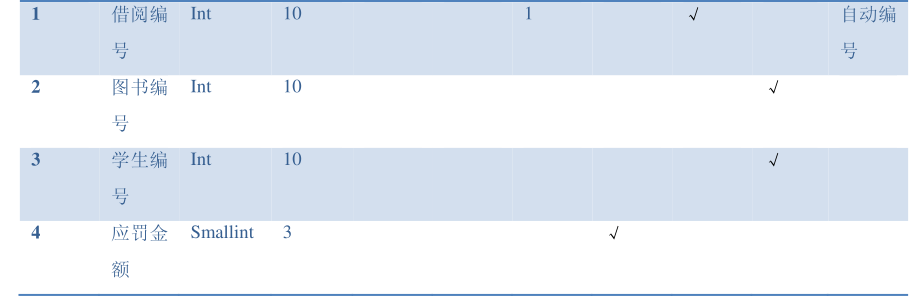 1 借阅编 Int 10 1 √ 自动编
号 号
2 图书编 Int 10 √
号
3 学生编 Int 10 √
号
4 应罚金 Smallint 3 √
额